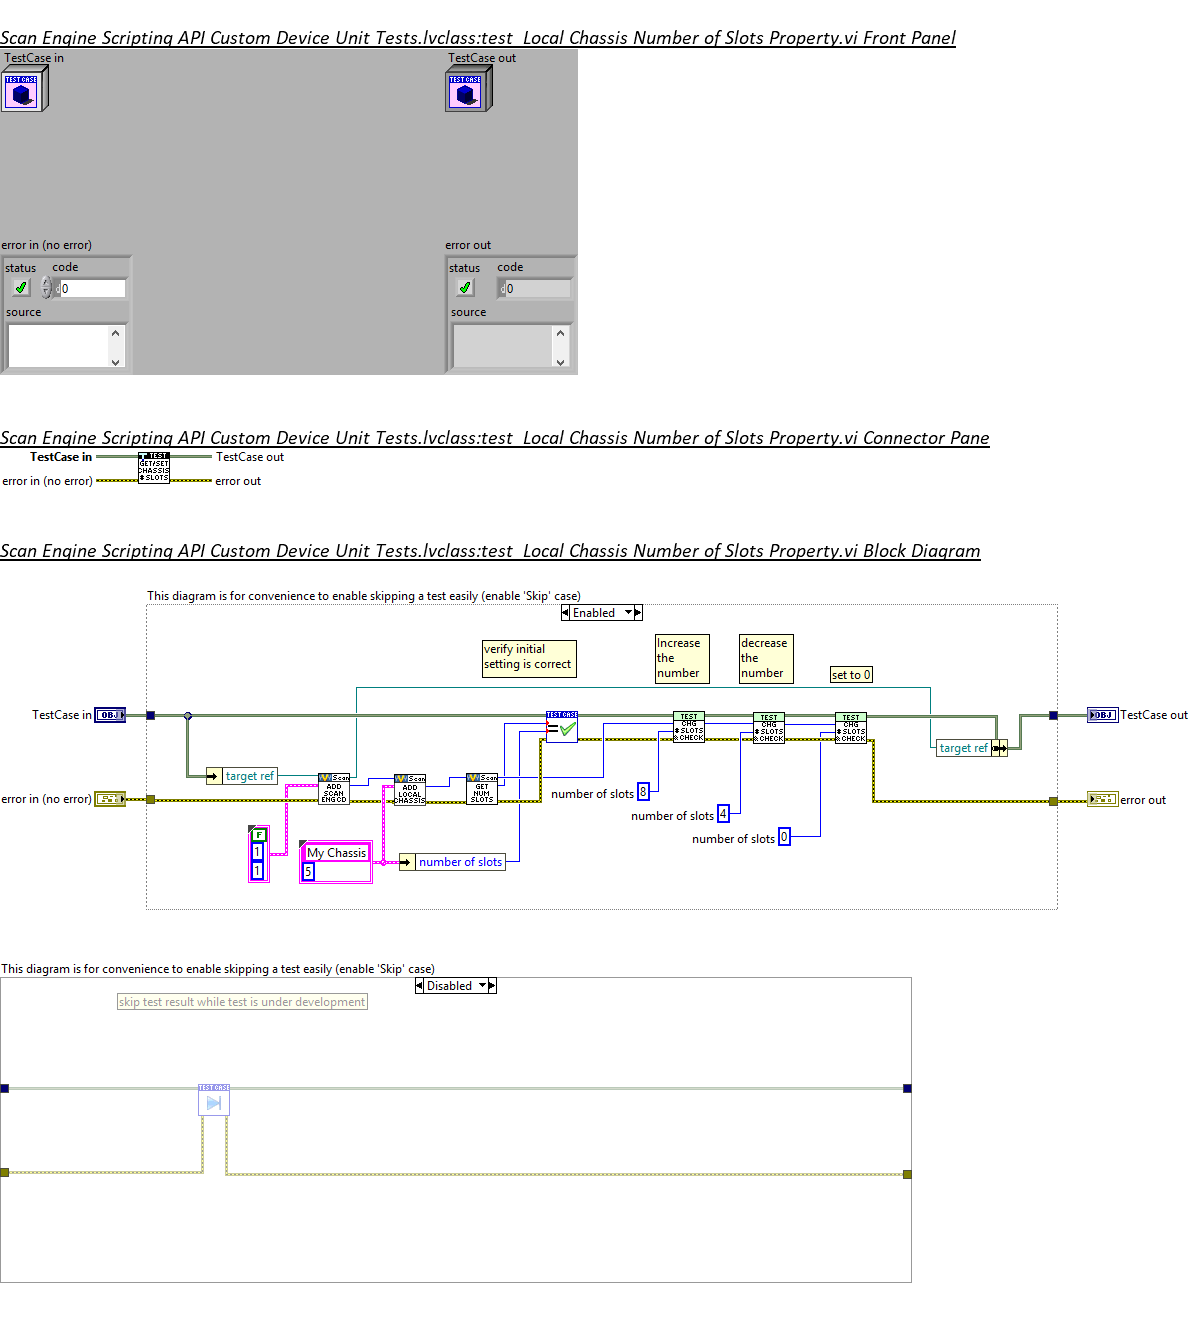 Scan Engine Scripting API Custom Device Unit Tests.lvclass:test  Local Chassis Number of Slots Property.vi Front Panel
TestCase in
TestCase out
TEST CASE
TEST CASE
error in (no error)
error out
status code
status code
0
0
source
source
Scan Engine Scripting API Custom Device Unit Tests.lvclass:test  Local Chassis Number of Slots Property.vi Connector Pane
TestCase in
TEST
GET/SET
CHASSIS
# SLOTS
TestCase out
error in (no error)
error out
Scan Engine Scripting API Custom Device Unit Tests.lvclass:test  Local Chassis Number of Slots Property.vi Block Diagram
This diagram is for convenience to enable skipping a test easily (enable 'Skip' case)
Enabled
verify initial
setting is correct
Increase
the
number
decrease
the
number
set to 0
TestCase in
OBJ
TEST CASE
TEST
CHG
# SLOTS
& CHECK
TEST
CHG
# SLOTS
& CHECK
TEST
CHG
# SLOTS
& CHECK
OBJ
TestCase out
target ref
target ref
Scan
ADD
SCAN
ENG CD
Scan
ADD
LOCAL
CHASSIS
Scan
GET
NUM
SLOTS
error in (no error)
error out
number of slots 8
number of slots 4
number of slots 0
F
1
1
My Chassis
5
number of slots
This diagram is for convenience to enable skipping a test easily (enable 'Skip' case)
Disabled
skip test result while test is under development
TEST CASE